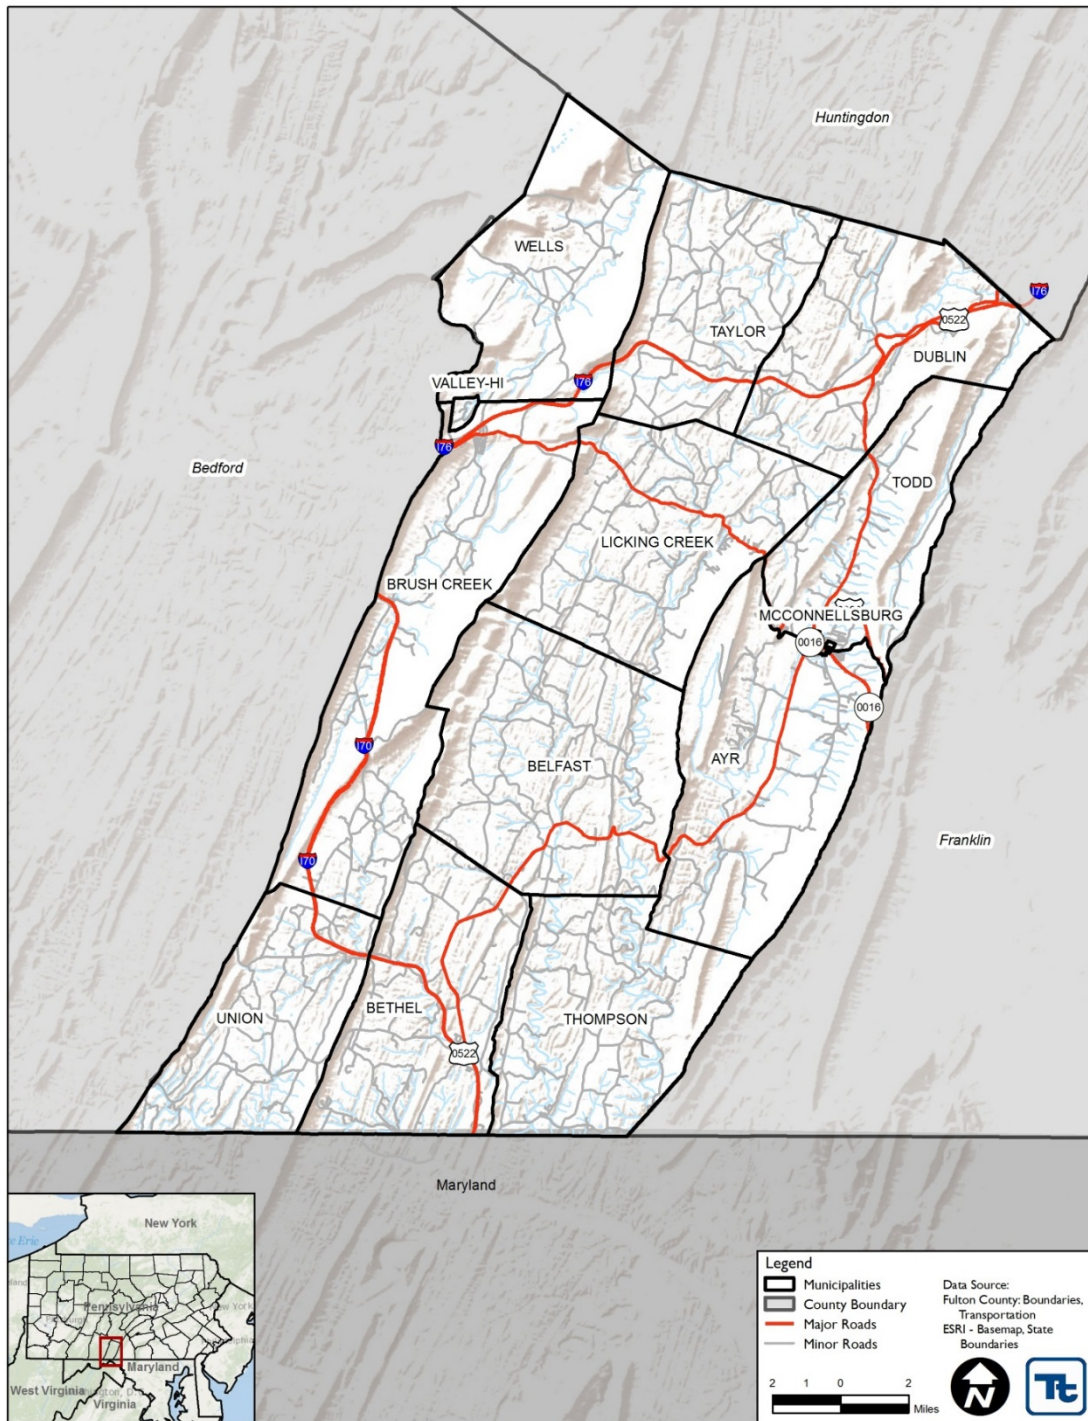 Huntingdon
WELLS
I76
0522
TAYLOR
DUBLIN
VALLEY-HI
I76
I76
Bedford
TODD
LICKING CREEK
BRUSH CREEK
MCCONNELLSBURG
0016
0016
I70
BELFAST
AYR
Franklin
I70
UNION
BETHEL
THOMPSON
0522
Maryland
New York
Pennsylvania
Maryland
West Virginia
Virginia
Legend
Municipalities
County Boundary
Major Roads
Minor Roads
Data Source:
Fulton County: Boundaries,
Transportation
ESRI - Basemap, State
Boundaries
2 1 0 2
Miles
N
Tt